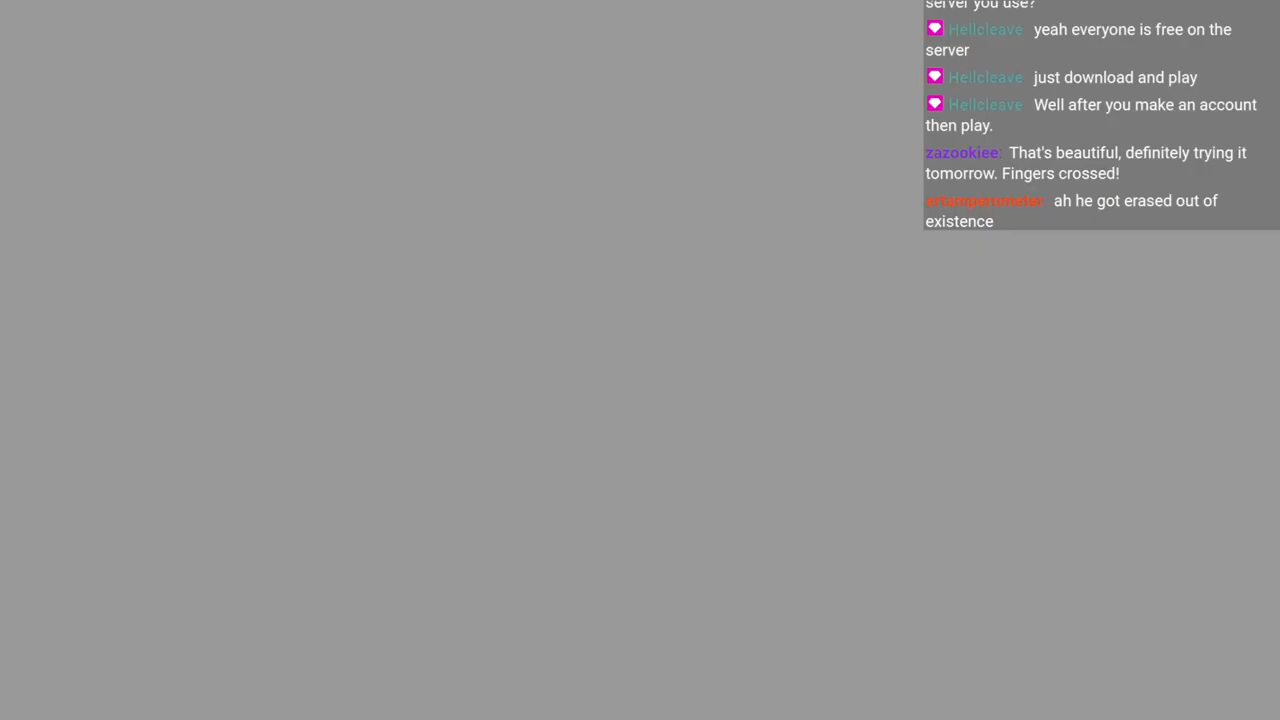 server you use?
Hellcleave yeah everyone is free on the
server
Hellcleave just download and play
Hellcleave Well after you make an account
then play.
zazookiee: That's beautiful, definitely trying it
tomorrow. Fingers crossed!
ah he got erased out of
existence